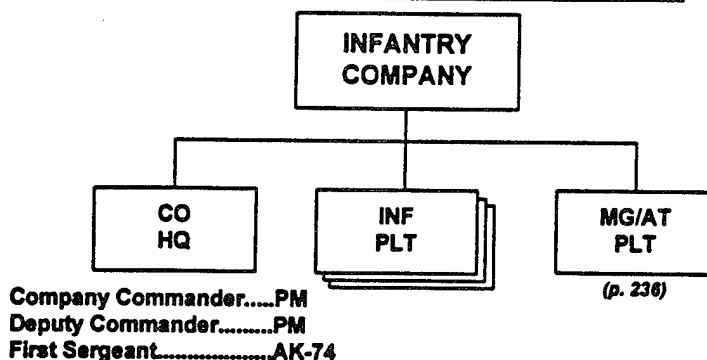 INFANTRY
COMPANY
CO
HQ
INF
PLT
MG/AT
PLT
(p. 236)
Company Commander.....PM
Deputy Commander.........PM
First Sergeant....................AK-74